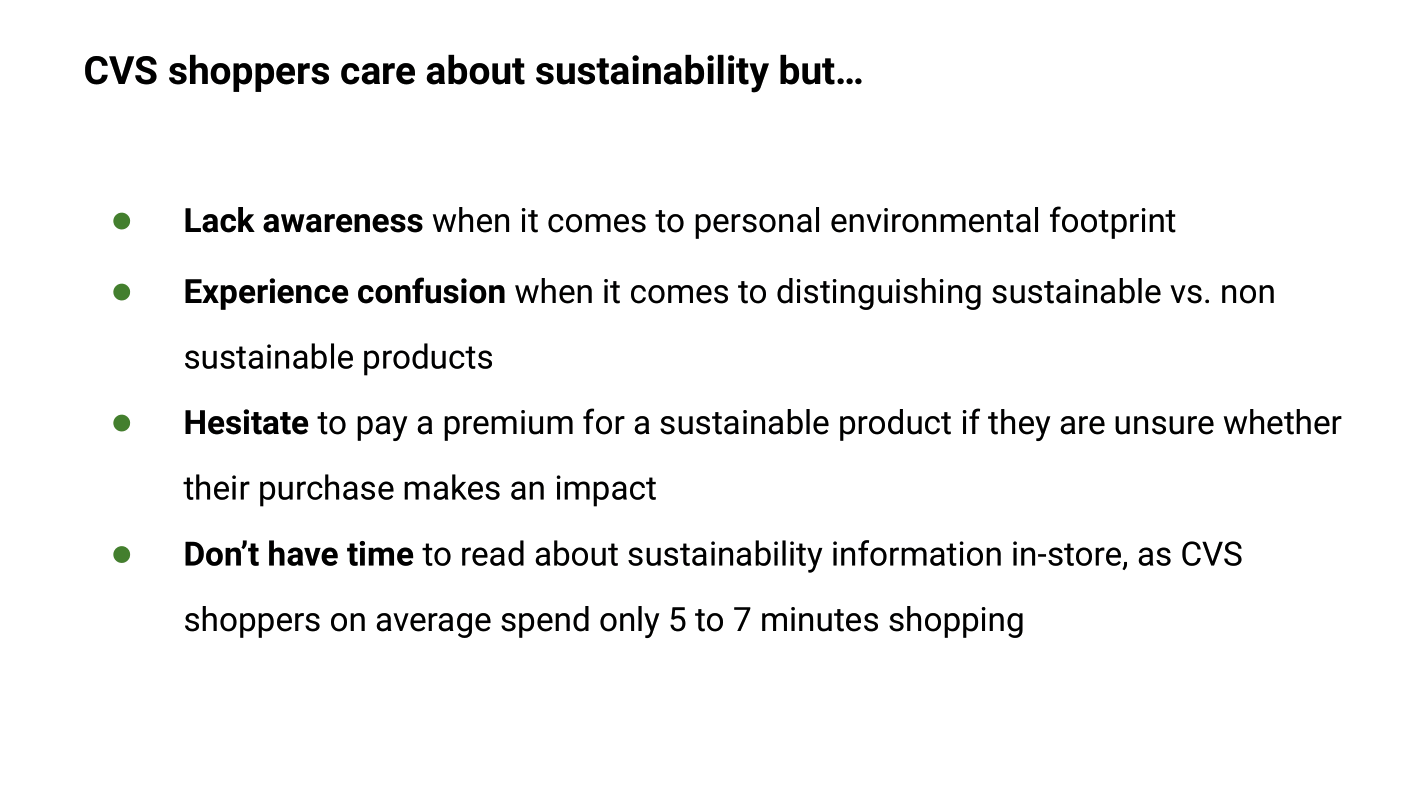 CVS shoppers care about sustainability but…
● Lack awareness when it comes to personal environmental footprint
● Experience confusion when it comes to distinguishing sustainable vs. non
sustainable products
● Hesitate to pay a premium for a sustainable product if they are unsure whether
their purchase makes an impact
● Don’t have time to read about sustainability information in-store, as CVS
shoppers on average spend only 5 to 7 minutes shopping